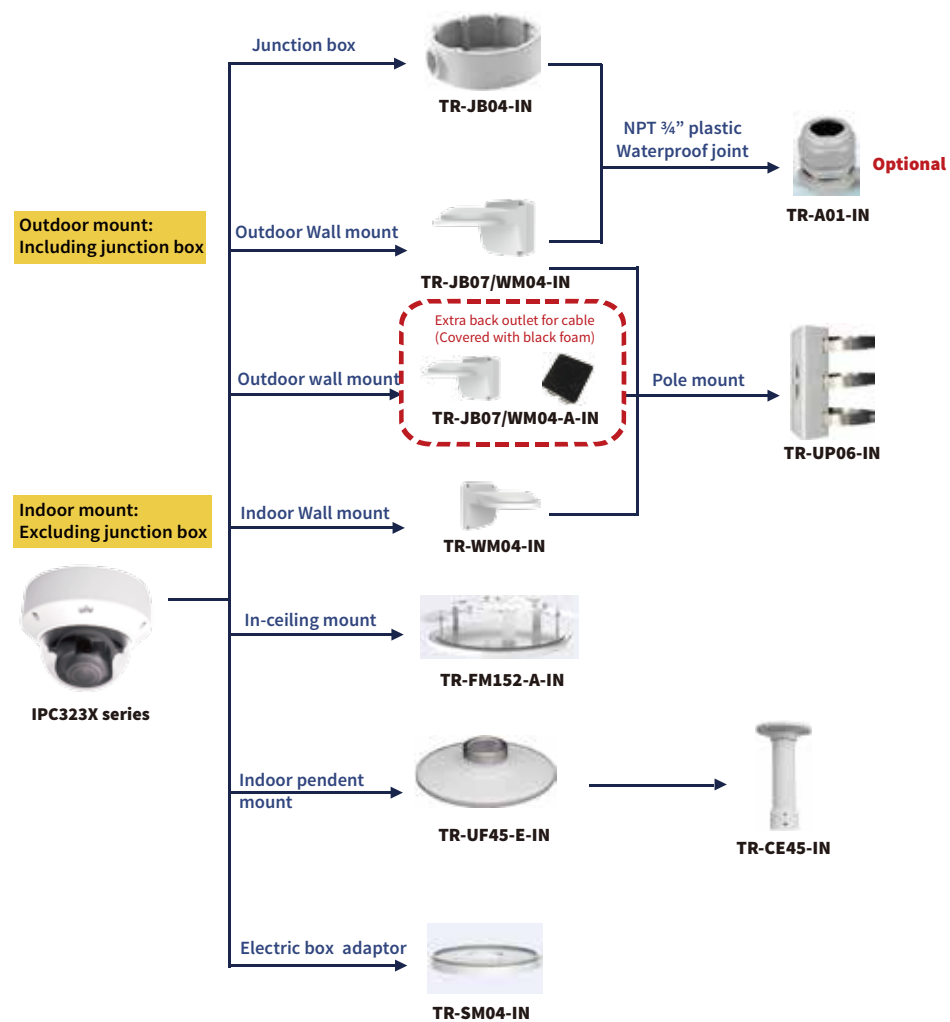 Junction box
TR-JB04-IN
NPT ¾” plastic
Waterproof joint
Optional
TR-A01-IN
Outdoor mount:
Including junction box
Outdoor Wall mount
TR-JB07/WM04-IN
Extra back outlet for cable
(Covered with black foam)
Outdoor wall mount
TR-JB07/WM04-A-IN
Pole mount
TR-UP06-IN
Indoor mount:
Excluding junction box
Indoor Wall mount
TR-WM04-IN
In-ceiling mount
TR-FM152-A-IN
IPC323X series
Indoor pendent
mount
TR-UF45-E-IN
TR-CE45-IN
Electric box adaptor
TR-SM04-IN